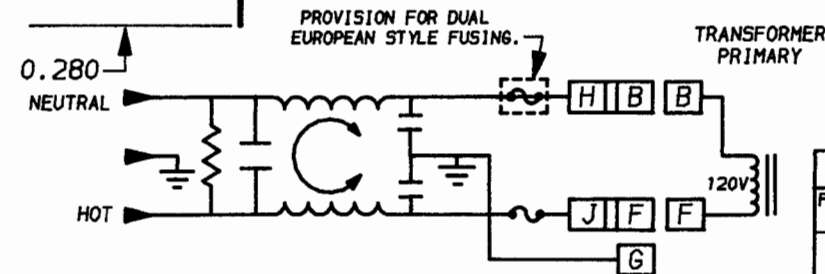 PROVISION FOR DUAL
EUROPEAN STYLE FUSING.
TRANSFORMER
PRIMARY
0.280
NEUTRAL
H B B
120V
HOT
J F F
G